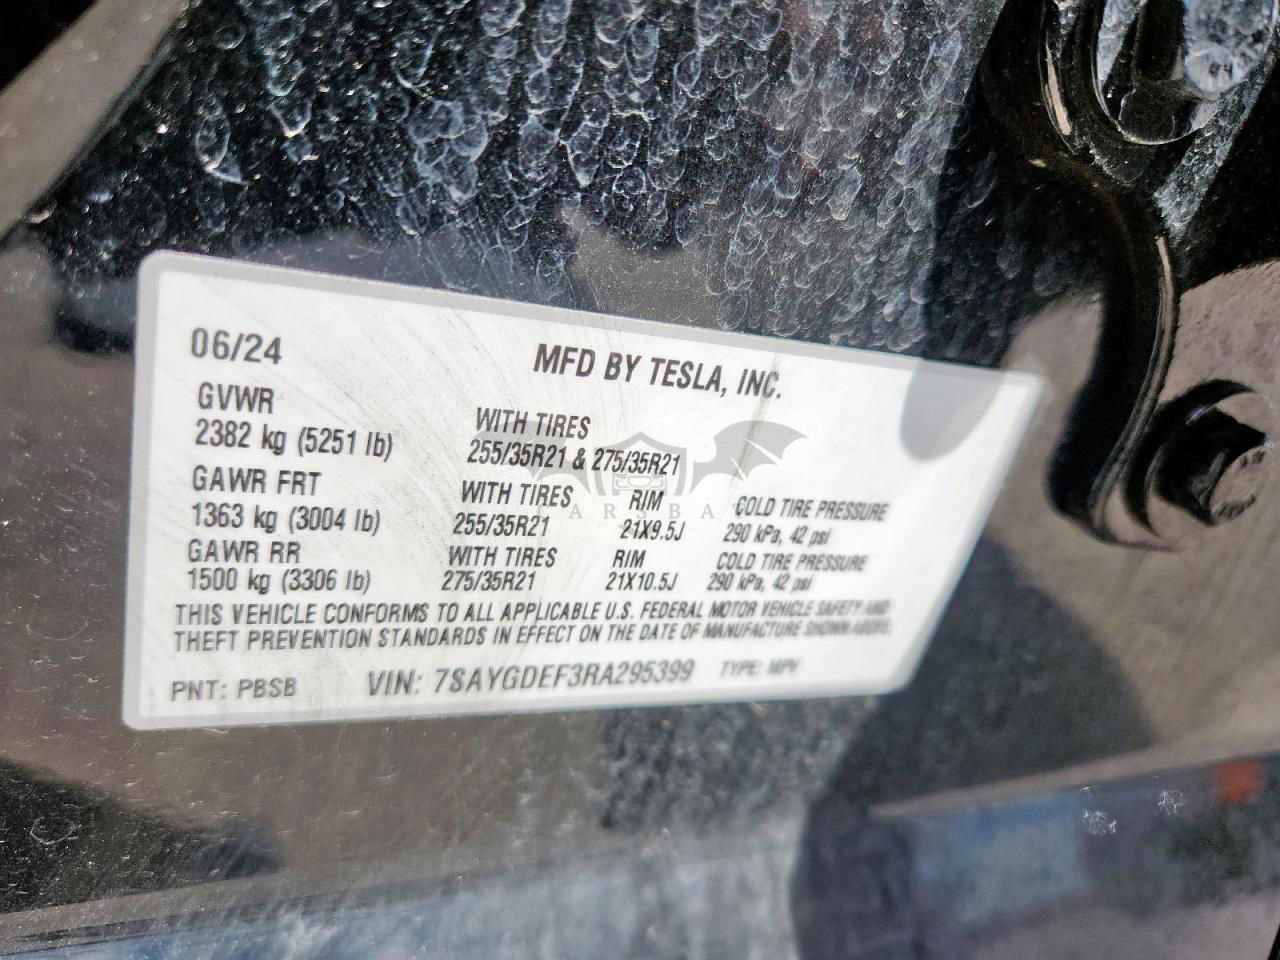 06/24 MFD BY TESLA, INC.
GVWR WITH TIRES
2382 kg (5251 lb) 255/35R21 & 275/35R21
GAWR FRT WITH TIRES RIM COLD TIRE PRESSURE
1363 kg (3004 lb) 255/35R21 21X9.5J 290 kPa, 42 psi
GAWR RR WITH TIRES RIM COLD TIRE PRESSURE
1500 kg (3306 lb) 275/35R21 21X10.5J 290 kPa, 42 psi
THIS VEHICLE CONFORMS TO ALL APPLICABLE U.S. FEDERAL MOTOR VEHICLE SAFETY AND
THEFT PREVENTION STANDARDS IN EFFECT ON THE DATE OF MANUFACTURE SHOWN ABOVE.
PNT: PBSB VIN: 7SAYGDEF3RA295399 TYPE: MPV